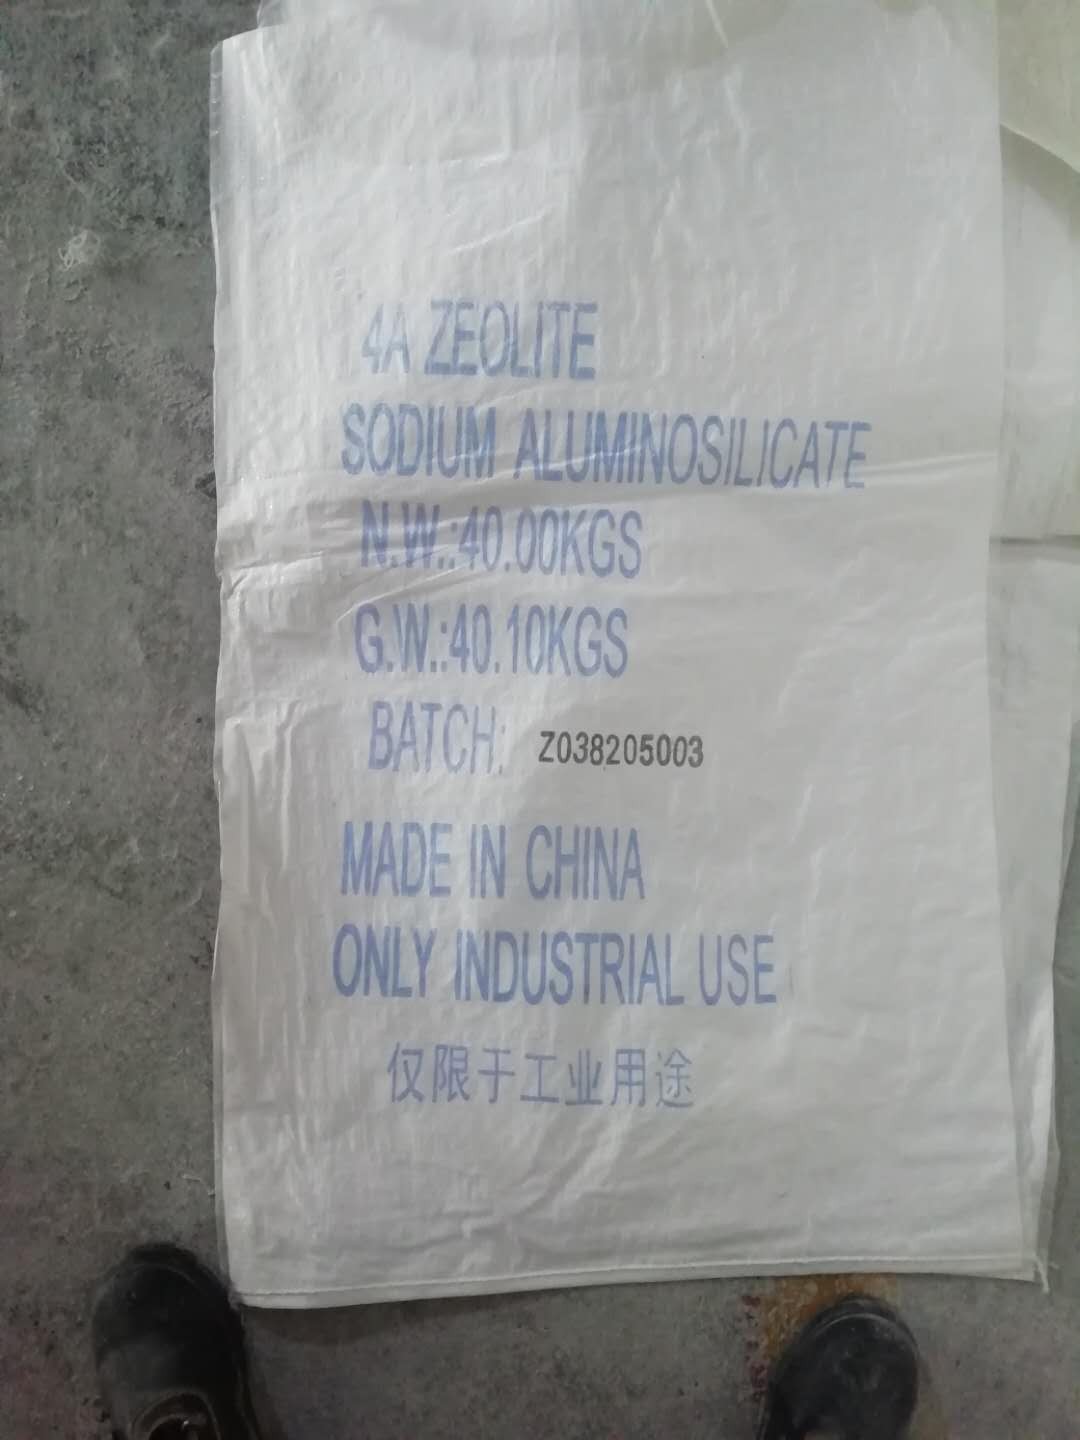 4A ZEOLITE
SODIUM ALUMINOSILICATE
N.W.:40.00KGS
G.W.:40.10KGS
BATCH: Z038205003
MADE IN CHINA
ONLY INDUSTRIAL USE
仅限于工业用途